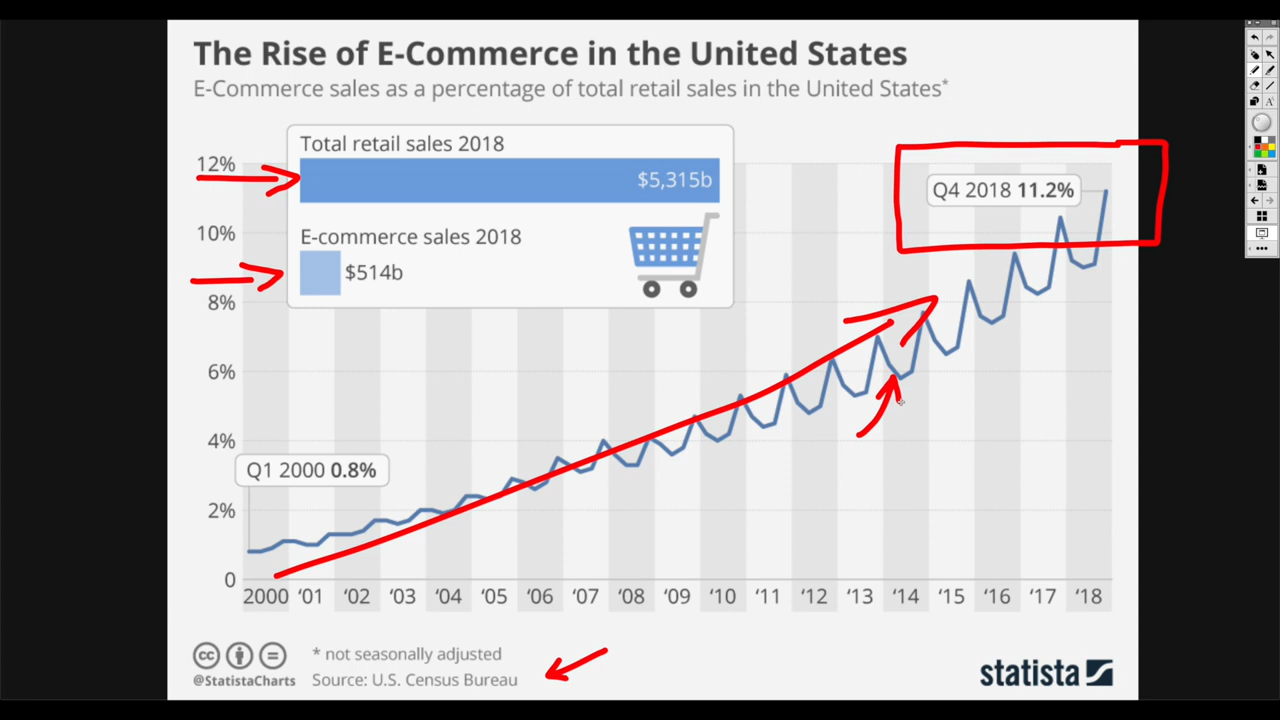 The Rise of E-Commerce in the United States
E-Commerce sales as a percentage of total retail sales in the United States*
Total retail sales 2018
$5,315b
E-commerce sales 2018
$514b
12%
10%
8%
6%
4%
2%
0
Q4 2018 11.2%
Q1 2000 0.8%
2000 '01 '02 '03 '04 '05 '06 '07 '08 '09 '10 '11 '12 '13 '14 '15 '16 '17 '18
cc
@StatistaCharts
* not seasonally adjusted
Source: U.S. Census Bureau
statista
A